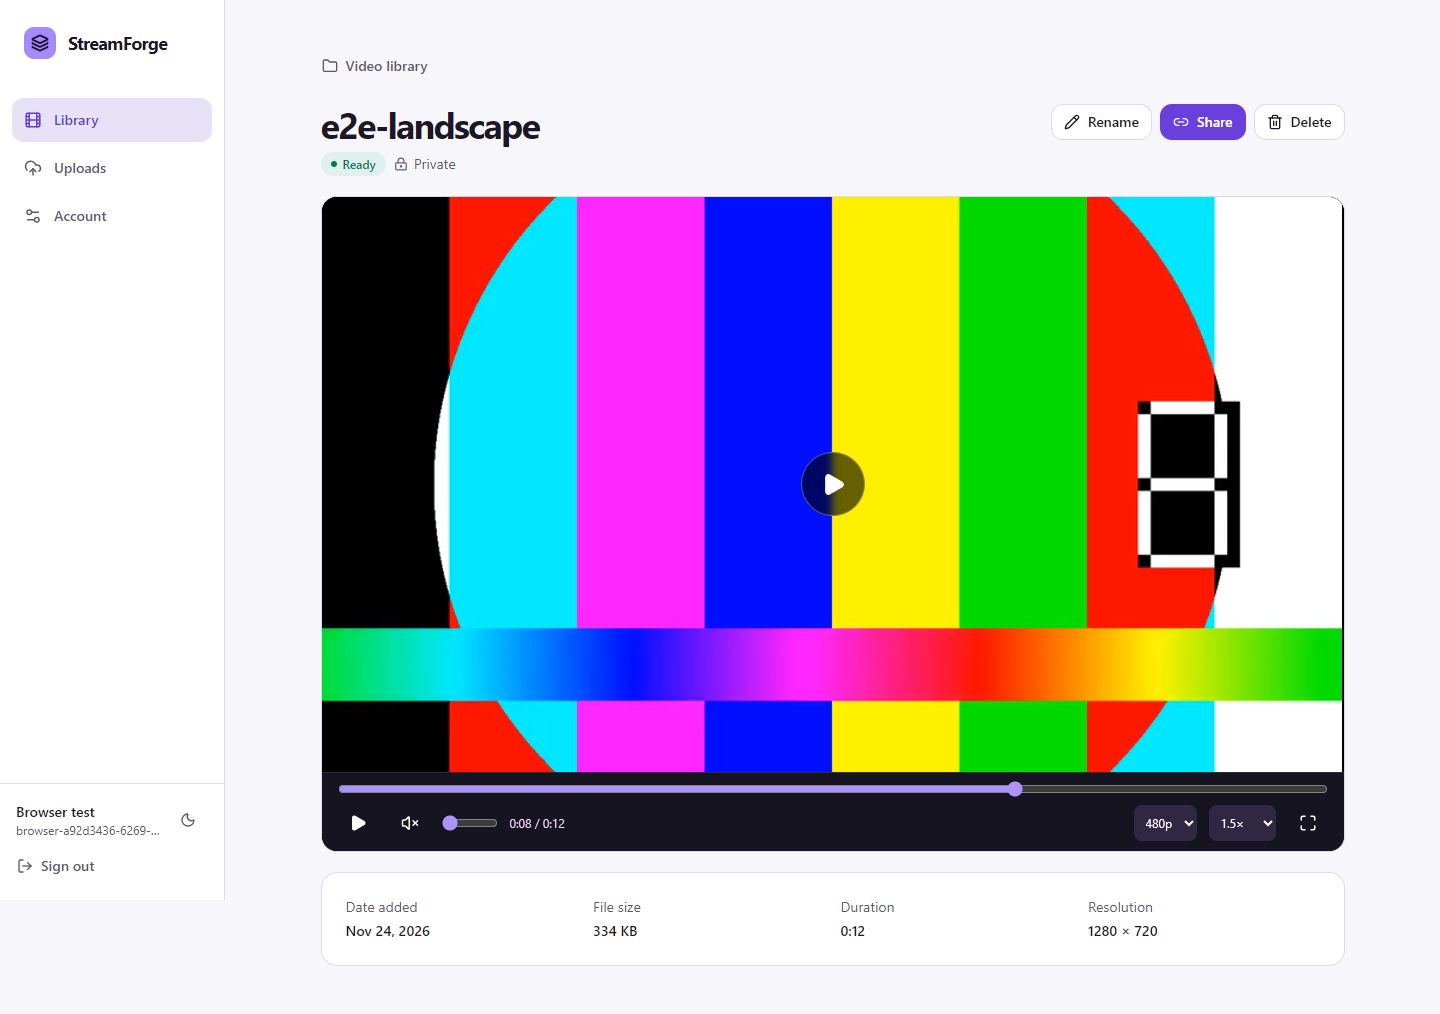 StreamForge
Library
Uploads
Account
Browser test
browser-a92d3436-6269-...
Sign out
Video library
e2e-landscape
Rename
Share
Delete
Ready
Private
8
0:08 / 0:12
480p
1.5×
Date added
File size
Duration
Resolution
Nov 24, 2026
334 KB
0:12
1280 × 720